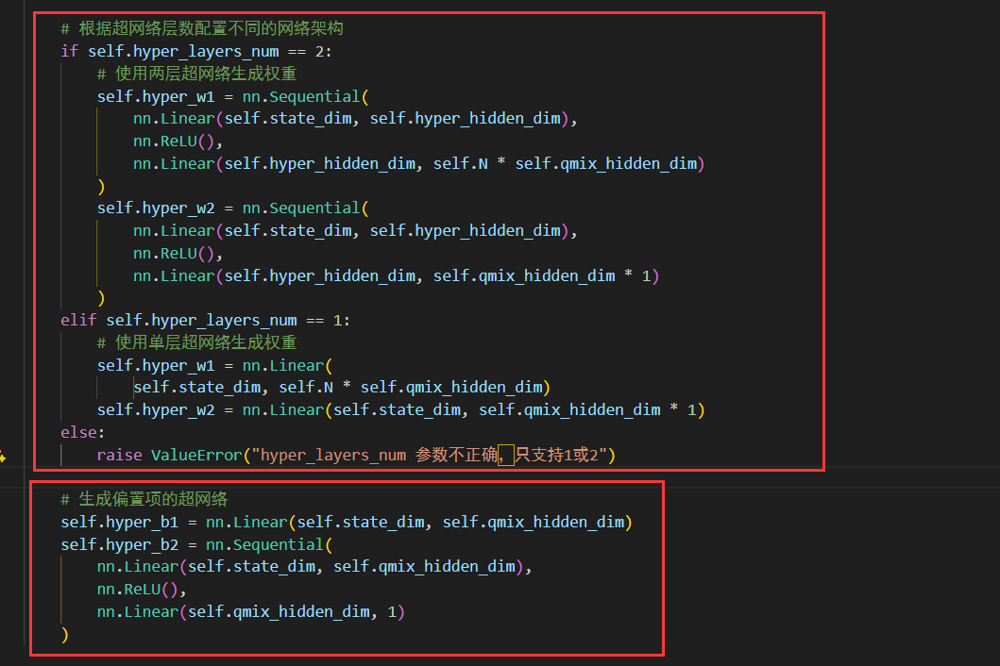 # 根据超网络层数配置不同的网络架构
if self.hyper_layers_num == 2:
    # 使用两层超网络生成权重
    self.hyper_w1 = nn.Sequential(
        nn.Linear(self.state_dim, self.hyper_hidden_dim),
        nn.ReLU(),
        nn.Linear(self.hyper_hidden_dim, self.N * self.qmix_hidden_dim)
    )
    self.hyper_w2 = nn.Sequential(
        nn.Linear(self.state_dim, self.hyper_hidden_dim),
        nn.ReLU(),
        nn.Linear(self.hyper_hidden_dim, self.qmix_hidden_dim * 1)
    )
elif self.hyper_layers_num == 1:
    # 使用单层超网络生成权重
    self.hyper_w1 = nn.Linear(
        self.state_dim, self.N * self.qmix_hidden_dim)
    self.hyper_w2 = nn.Linear(self.state_dim, self.qmix_hidden_dim * 1)
else:
    raise ValueError("hyper_layers_num 参数不正确，只支持1或2")
# 生成偏置项的超网络
self.hyper_b1 = nn.Linear(self.state_dim, self.qmix_hidden_dim)
self.hyper_b2 = nn.Sequential(
    nn.Linear(self.state_dim, self.qmix_hidden_dim),
    nn.ReLU(),
    nn.Linear(self.qmix_hidden_dim, 1)
)